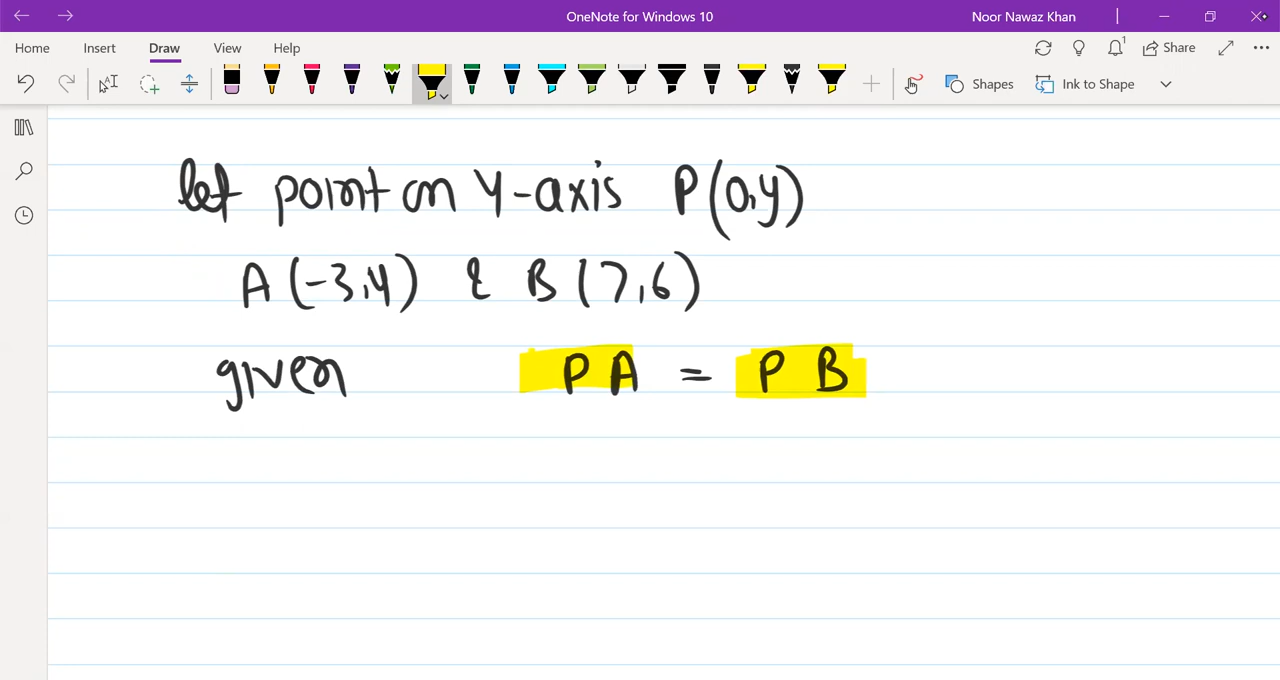 OneNote for Windows 10
Noor Nawaz Khan
Home Insert Draw View Help
1
Share
Shapes
Ink to Shape
let point on Y-axis P(0,y)
A(-3,4) & B(7,6)
given PA = PB